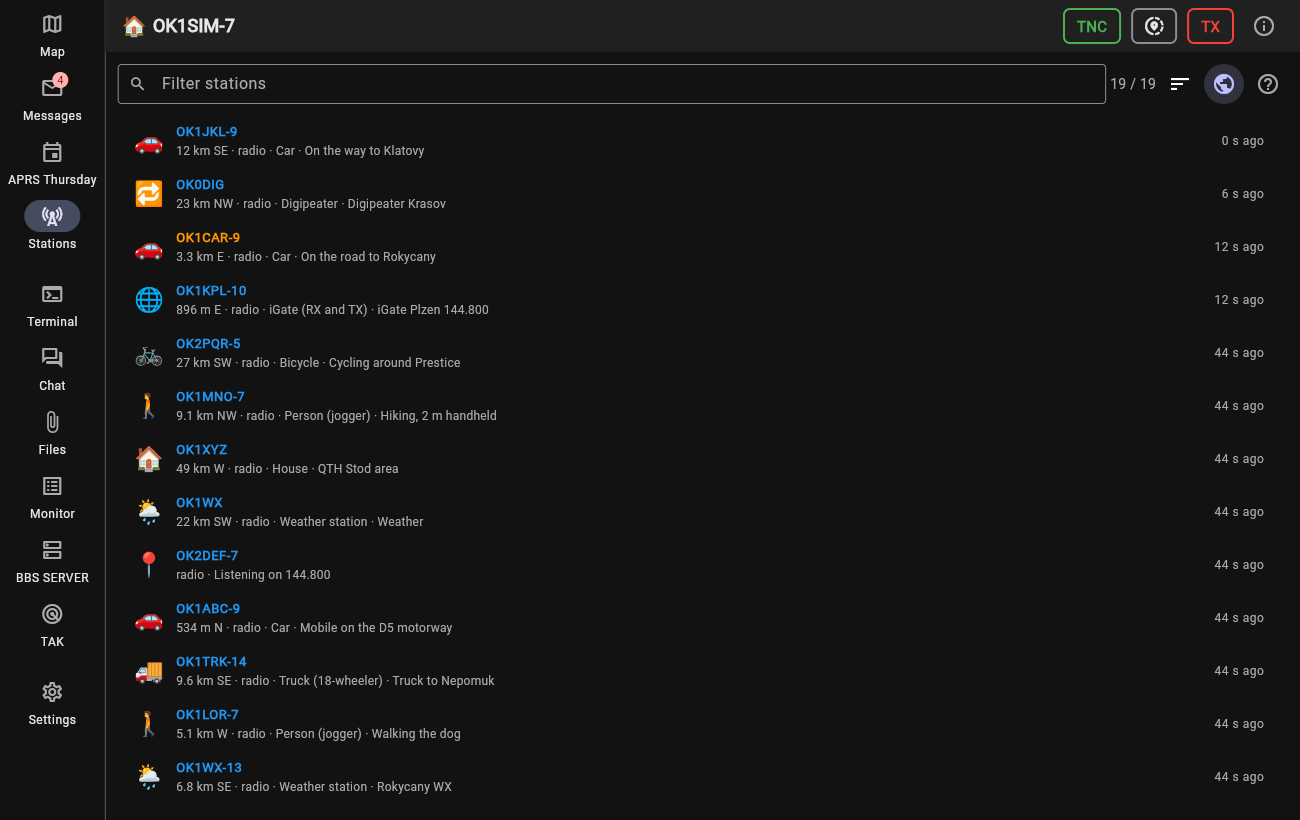 OK1SIM-7
TNC
TX
Map
4
Messages
APRS Thursday
Stations
Terminal
Chat
Files
Monitor
BBS SERVER
TAK
Settings
Filter stations
19 / 19
OK1JKL-9
12 km SE · radio · Car · On the way to Klatovy
0 s ago
OK0DIG
23 km NW · radio · Digipeater · Digipeater Krasov
6 s ago
OK1CAR-9
3.3 km E · radio · Car · On the road to Rokycany
12 s ago
OK1KPL-10
896 m E · radio · iGate (RX and TX) · iGate Plzen 144.800
12 s ago
OK2PQR-5
27 km SW · radio · Bicycle · Cycling around Prestice
44 s ago
OK1MNO-7
9.1 km NW · radio · Person (jogger) · Hiking, 2 m handheld
44 s ago
OK1XYZ
49 km W · radio · House · QTH Stod area
44 s ago
OK1WX
22 km SW · radio · Weather station · Weather
44 s ago
OK2DEF-7
radio · Listening on 144.800
44 s ago
OK1ABC-9
534 m N · radio · Car · Mobile on the D5 motorway
44 s ago
OK1TRK-14
9.6 km SE · radio · Truck (18-wheeler) · Truck to Nepomuk
44 s ago
OK1LOR-7
5.1 km W · radio · Person (jogger) · Walking the dog
44 s ago
OK1WX-13
6.8 km SE · radio · Weather station · Rokycany WX
44 s ago